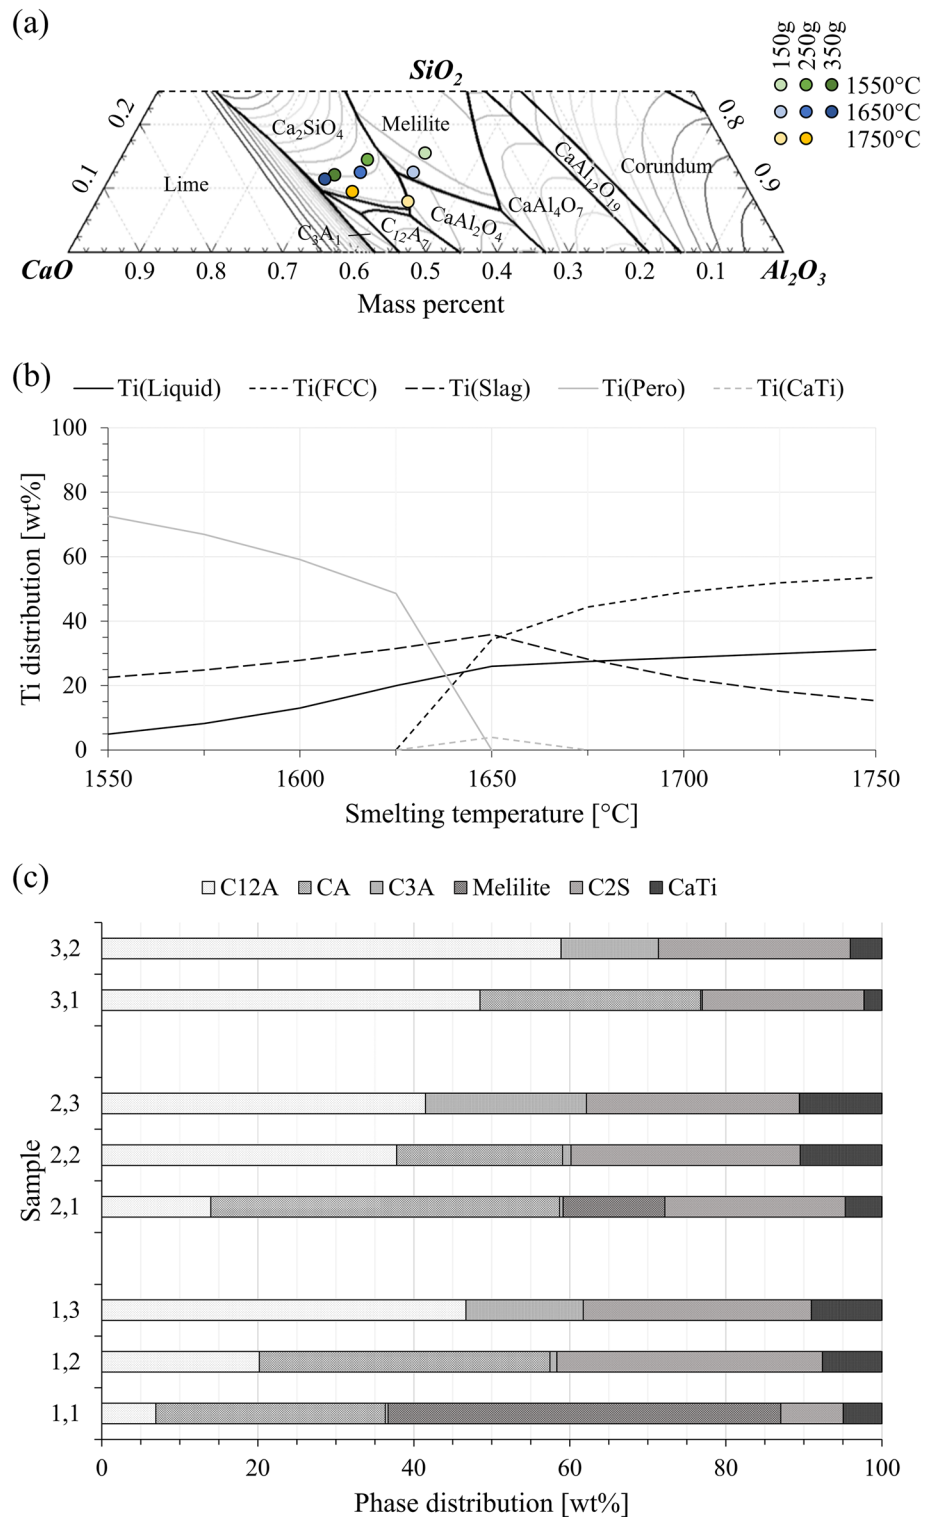 (a)
150g 250g 350g
SiO2
1550°C
1650°C
1750°C
0.2
0.1
0.8
0.9
Ca2SiO4
Melilite
Lime
CaAl12O19
Corundum
CaAl4O7
CaAl2O4
C12A7
C3A1
CaO
Al2O3
0.9 0.8 0.7 0.6 0.5 0.4 0.3 0.2 0.1
Mass percent
(b)
Ti(Liquid) Ti(FCC) Ti(Slag) Ti(Pero) Ti(CaTi)
100
80
60
40
20
0
Ti distribution [wt%]
1550 1600 1650 1700 1750
Smelting temperature [°C]
(c)
C12A CA C3A Melilite C2S CaTi
3,2
3,1
2,3
2,2
2,1
1,3
1,2
1,1
Sample
0 20 40 60 80 100
Phase distribution [wt%]